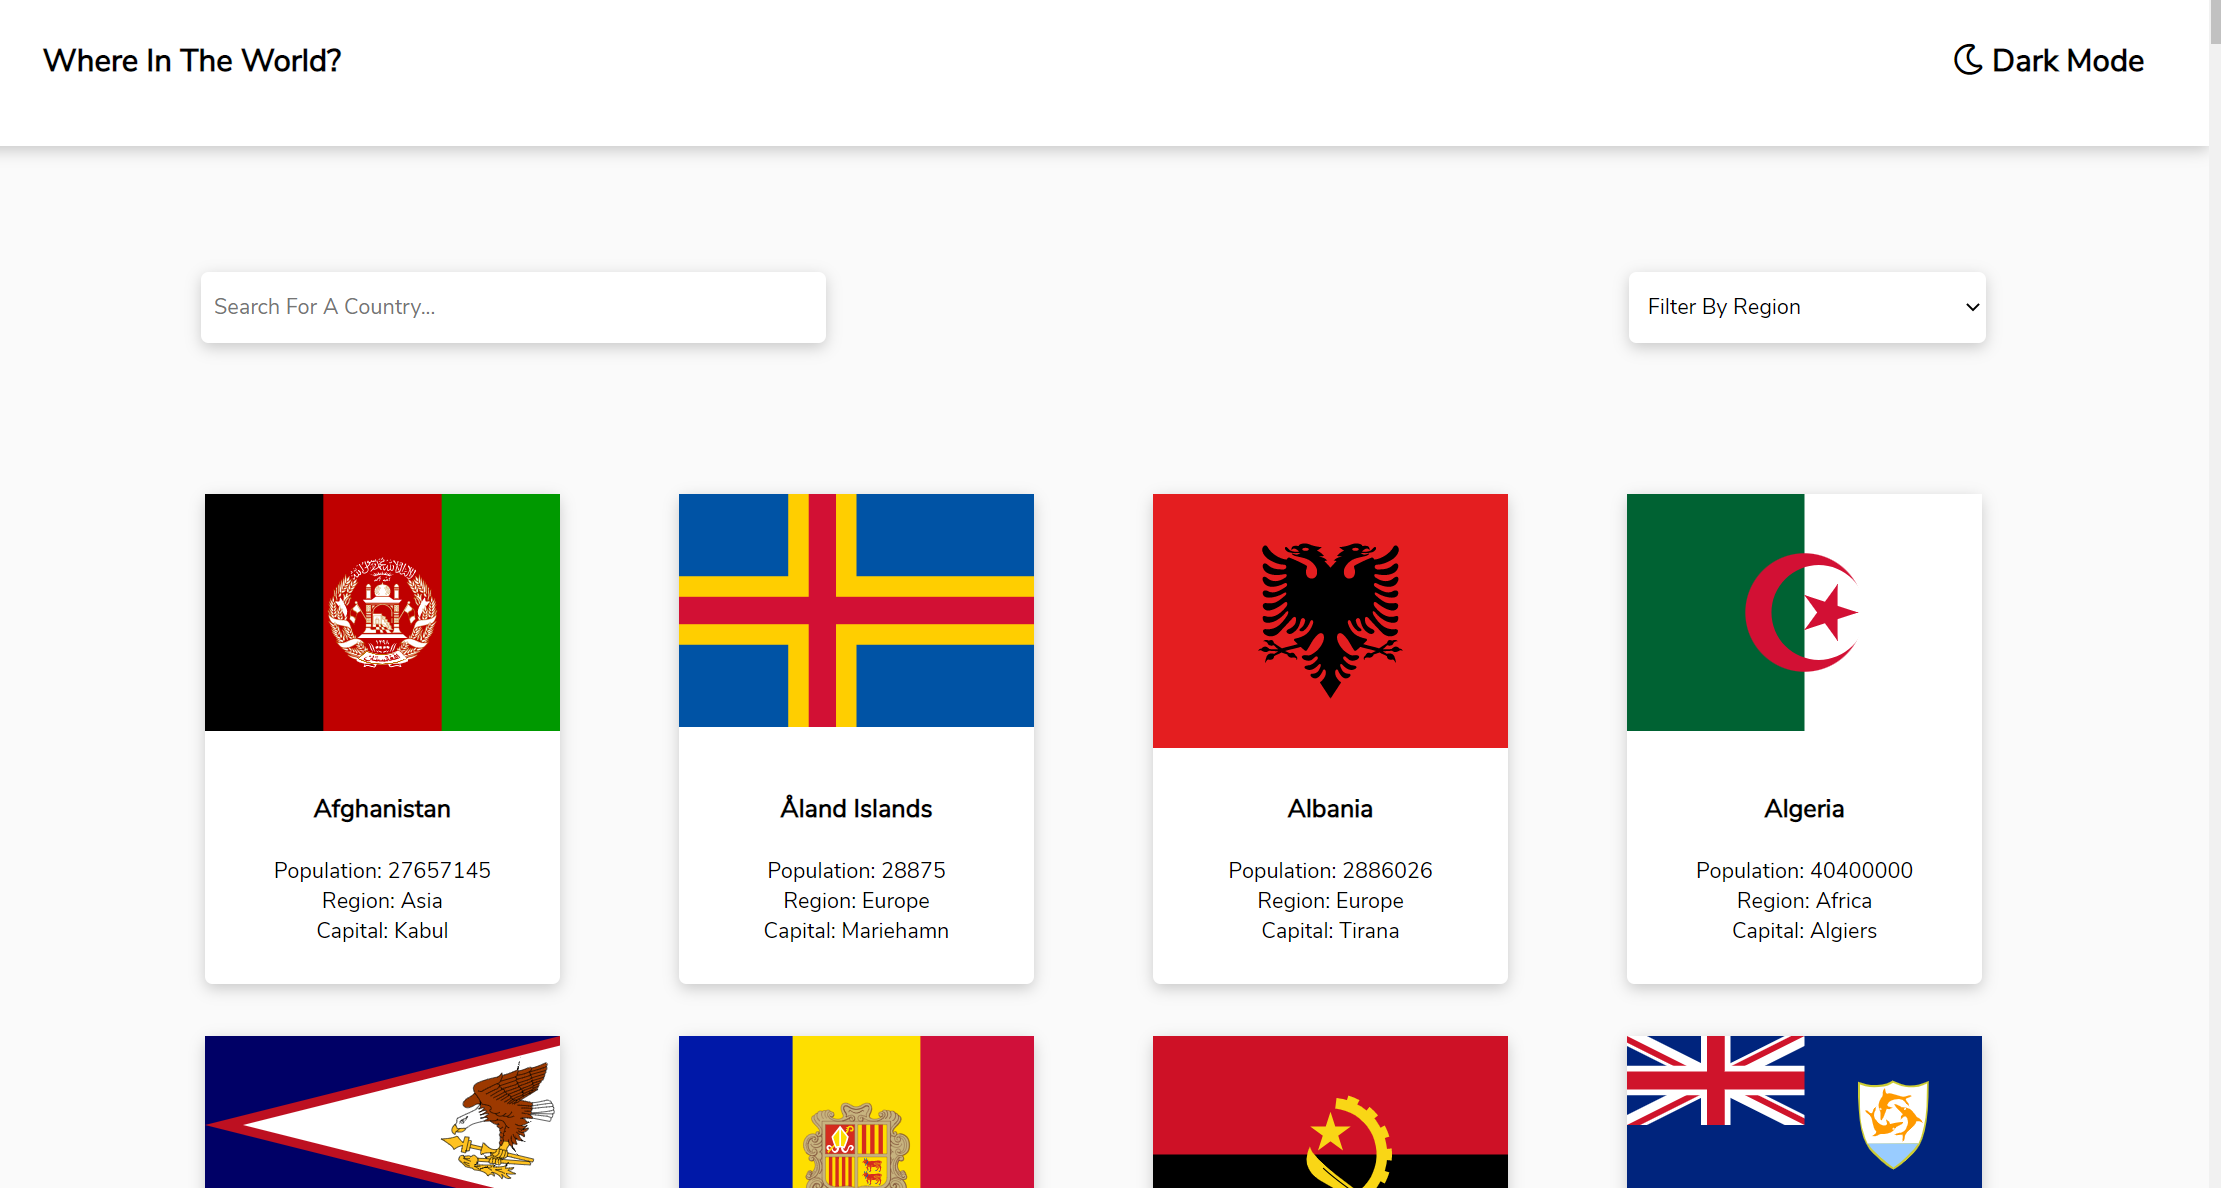 Where In The World?
Dark Mode
Search For A Country...
Filter By Region
Afghanistan
Population: 27657145
Region: Asia
Capital: Kabul
Åland Islands
Population: 28875
Region: Europe
Capital: Mariehamn
Albania
Population: 2886026
Region: Europe
Capital: Tirana
Algeria
Population: 40400000
Region: Africa
Capital: Algiers